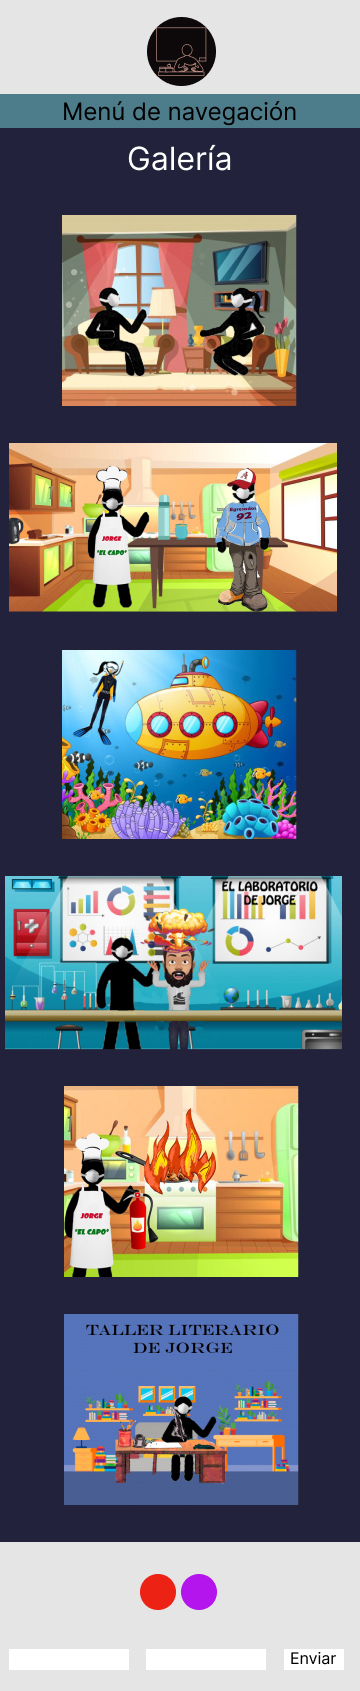 Menú de navegación
Galería
JORGE
"EL CAPO"
92
EL LABORATORIO
DE JORGE
JORGE
"EL CAPO"
TALLER LITERARIO
DE JORGE
Enviar